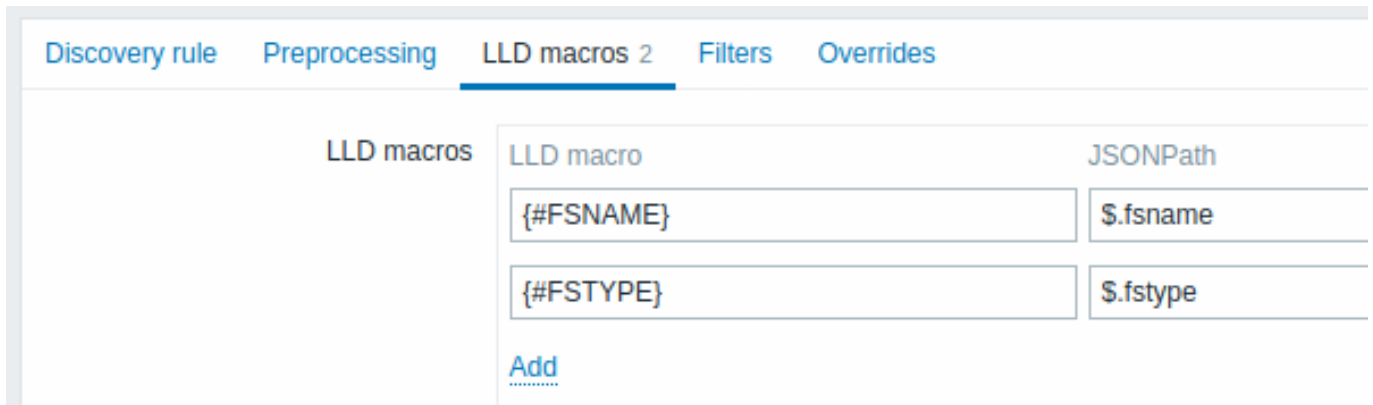 Discovery rule Preprocessing LLD macros 2 Filters Overrides
LLD macros LLD macro JSONPath
{#FSNAME} $.fsname
{#FSTYPE} $.fstype
Add